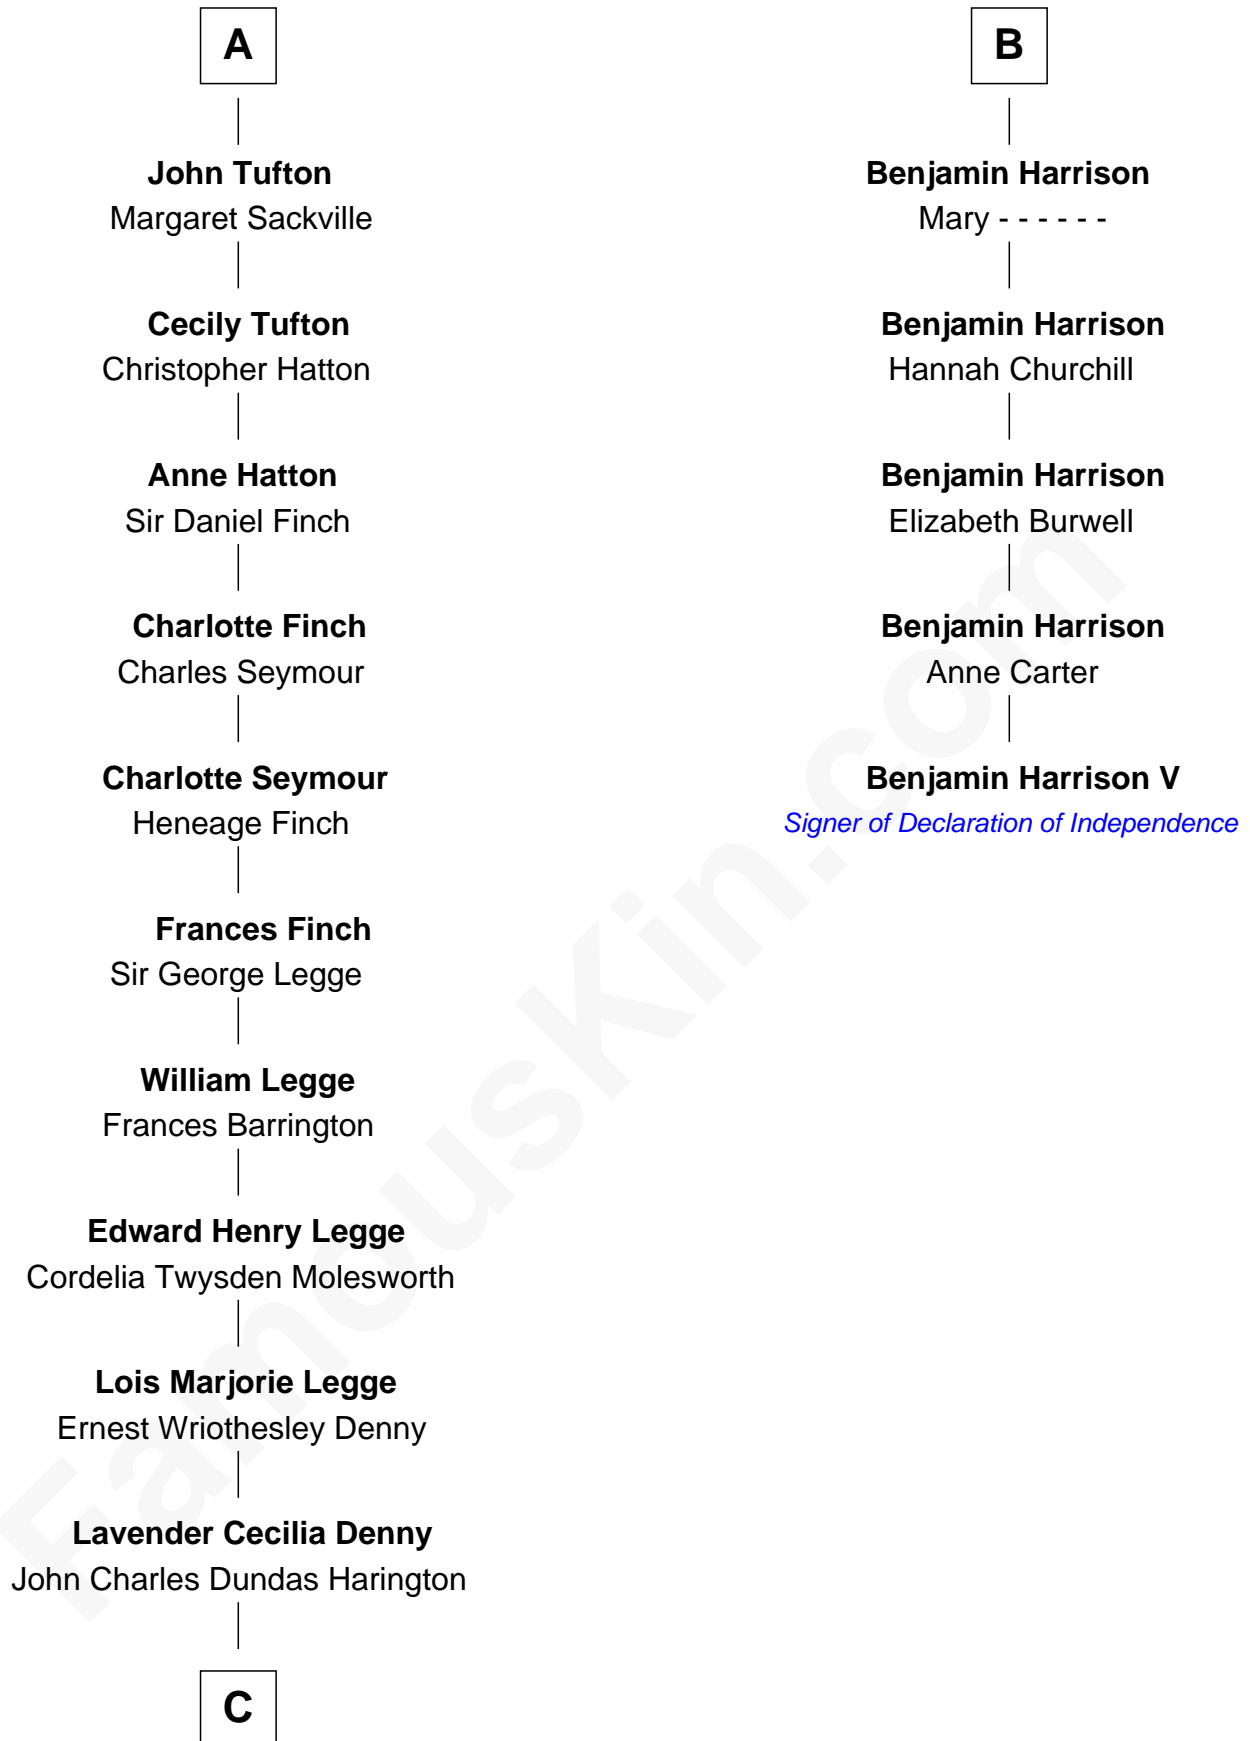 A
John Tufton
Margaret Sackville
Cecily Tufton
Christopher Hatton
Anne Hatton
Sir Daniel Finch
Charlotte Finch
Charles Seymour
Charlotte Seymour
Heneage Finch
Frances Finch
Sir George Legge
William Legge
Frances Barrington
Edward Henry Legge
Cordelia Twysden Molesworth
Lois Marjorie Legge
Ernest Wriothesley Denny
Lavender Cecilia Denny
John Charles Dundas Harington
C
B
Benjamin Harrison
Mary - - - - - -
Benjamin Harrison
Hannah Churchill
Benjamin Harrison
Elizabeth Burwell
Benjamin Harrison
Anne Carter
Benjamin Harrison V
Signer of Declaration of Independence
FamousKin.com